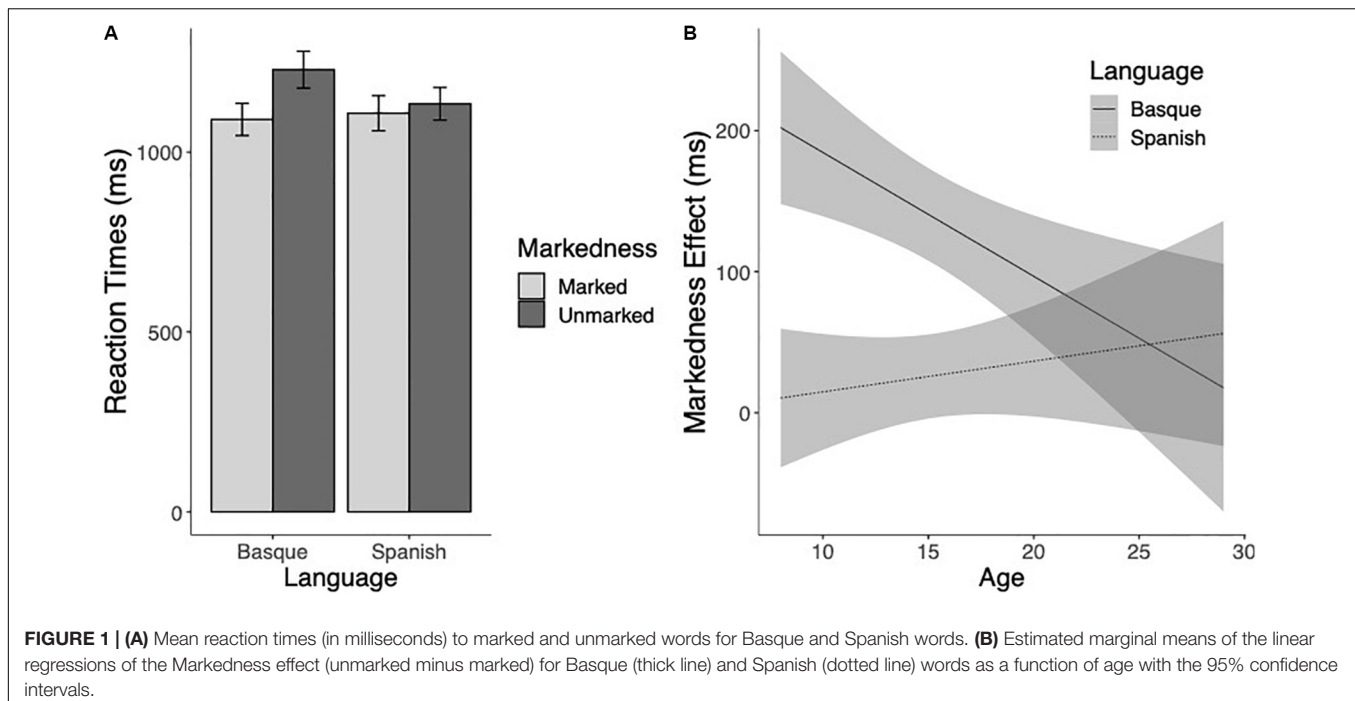 A
Reaction Times (ms)
1000
500
0
Basque
Spanish
Language
Markedness
Marked
Unmarked
B
Markedness Effect (ms)
200
100
0
10
15
20
25
30
Age
Language
Basque
Spanish
FIGURE 1 | (A) Mean reaction times (in milliseconds) to marked and unmarked words for Basque and Spanish words. (B) Estimated marginal means of the linear
regressions of the Markedness effect (unmarked minus marked) for Basque (thick line) and Spanish (dotted line) words as a function of age with the 95% confidence
intervals.